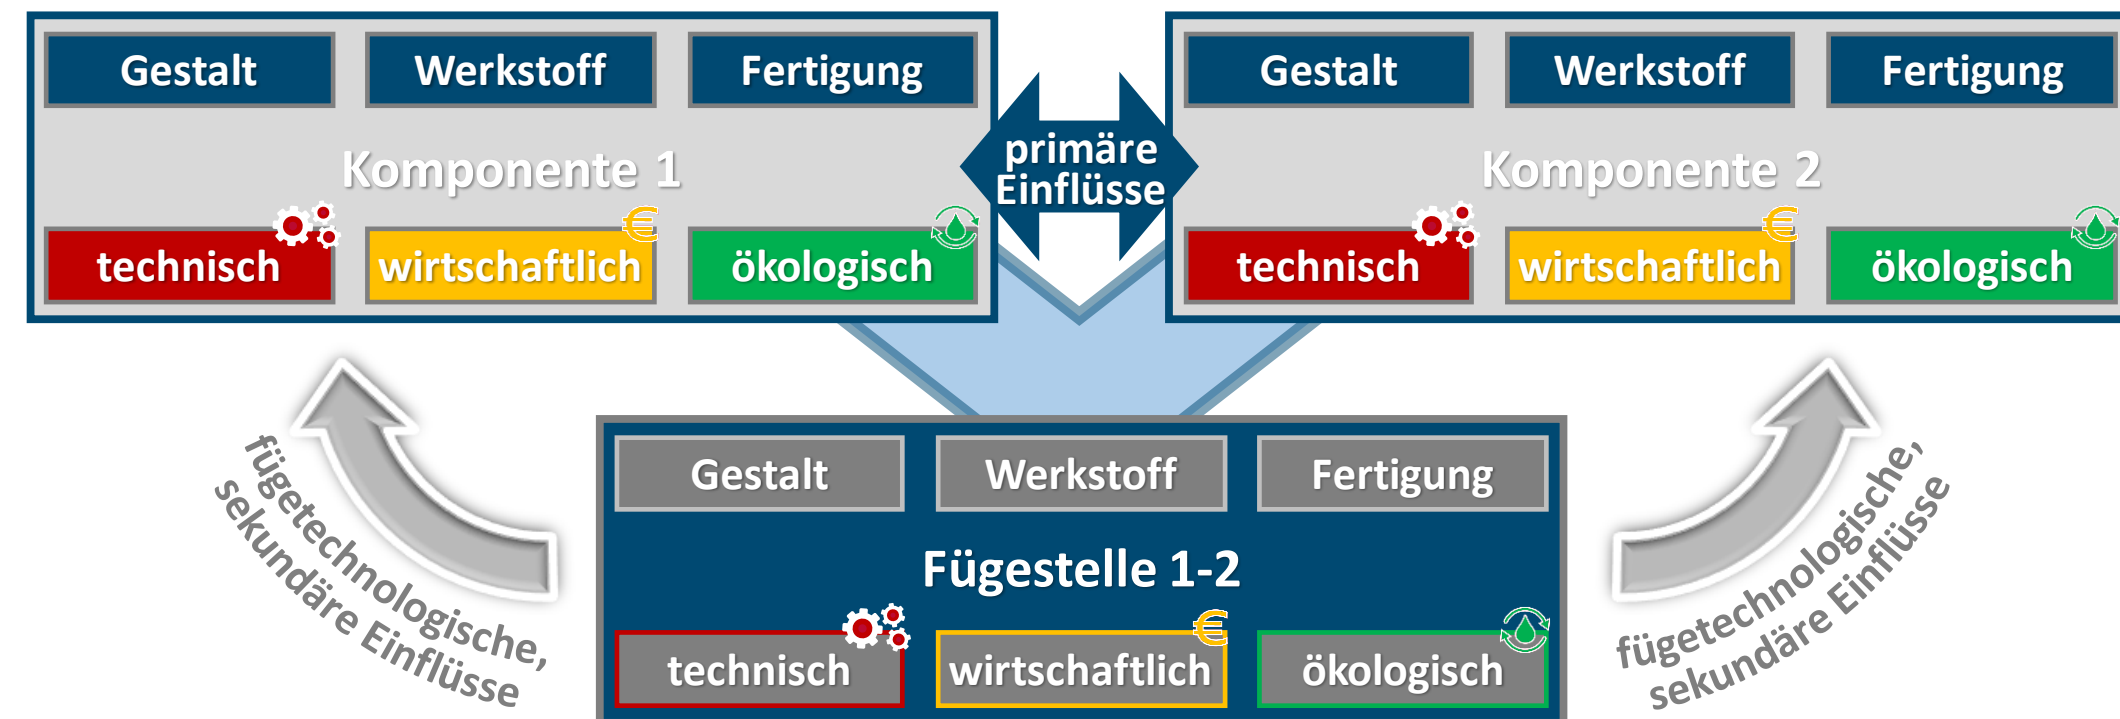 Gestalt
Werkstoff
Fertigung
Komponente 1
technisch
wirtschaftlich
€
ökologisch
primäre
Einflüsse
Gestalt
Werkstoff
Fertigung
Komponente 2
technisch
wirtschaftlich
€
ökologisch
fügetechnologische,
sekundäre Einflüsse
Gestalt
Werkstoff
Fertigung
Fügestelle 1-2
technisch
wirtschaftlich
€
ökologisch
fügetechnologische,
sekundäre Einflüsse